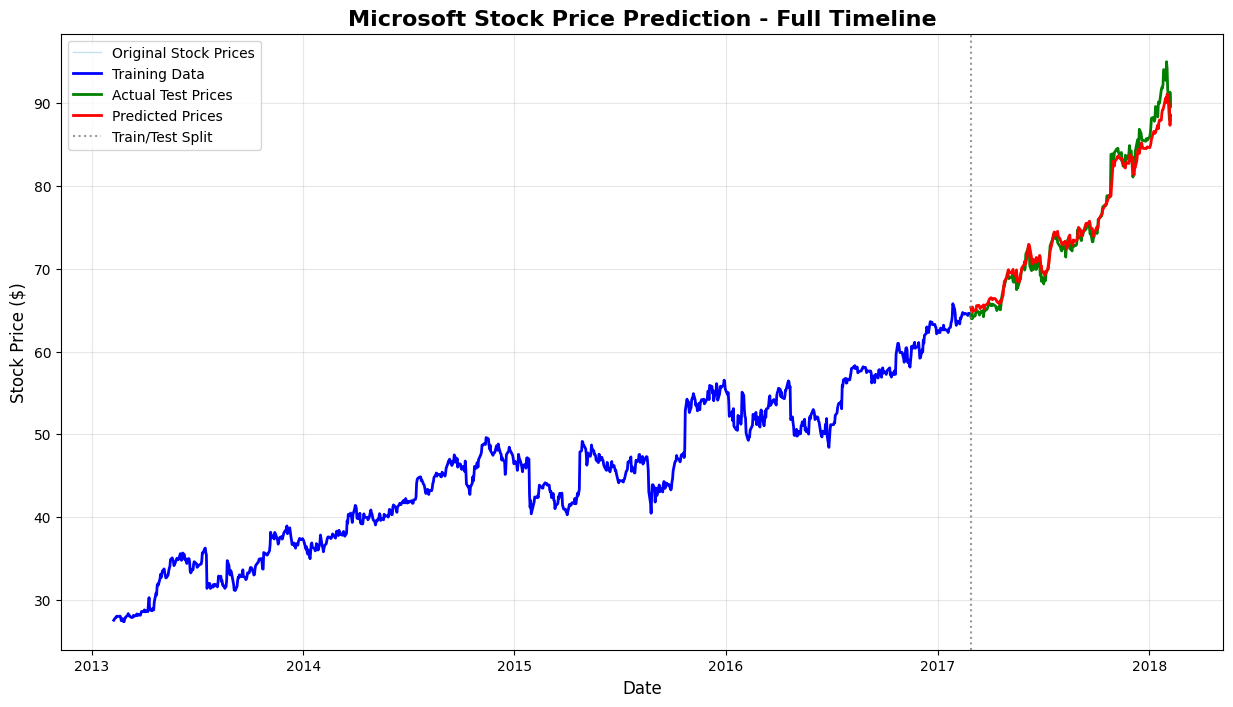 Microsoft Stock Price Prediction - Full Timeline
Original Stock Prices
Training Data
Actual Test Prices
Predicted Prices
Train/Test Split
Stock Price ($)
90
80
70
60
50
40
30
2013
2014
2015
2016
2017
2018
Date